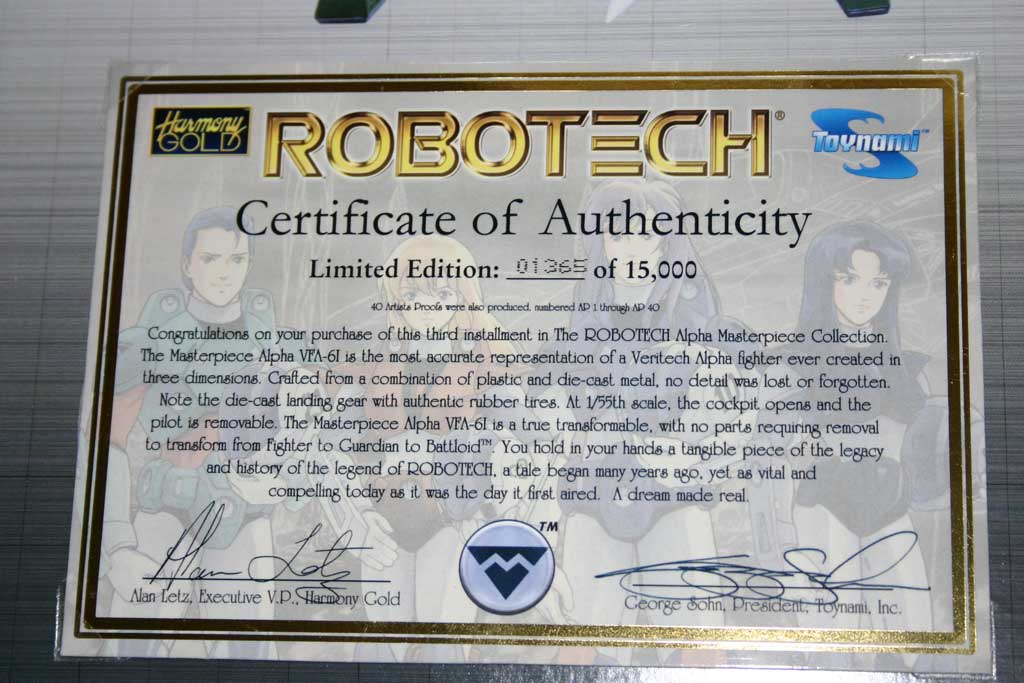 Harmony GOLD
ROBOTECH®
Toynami™
Certificate of Authenticity
Limited Edition: 01365 of 15,000
40 Artists Proofs were also produced, numbered AP 1 through AP 40
Congratulations on your purchase of this third installment in The ROBOTECH Alpha Masterpiece Collection.
The Masterpiece Alpha VFA-6I is the most accurate representation of a Veritech Alpha fighter ever created in
three dimensions. Crafted from a combination of plastic and die-cast metal, no detail was lost or forgotten.
Note the die-cast landing gear with authentic rubber tires. At 1/55th scale, the cockpit opens and the
pilot is removable. The Masterpiece Alpha VFA-6I is a true transformable, with no parts requiring removal
to transform from Fighter to Guardian to Battloid™. You hold in your hands a tangible piece of the legacy
and history of the legend of ROBOTECH, a tale began many years ago, yet as vital and
compelling today as it was the day it first aired. A dream made real.
TM
Alan Letz
Alan Letz, Executive V.P., Harmony Gold
George Sohn, President, Toynami, Inc.